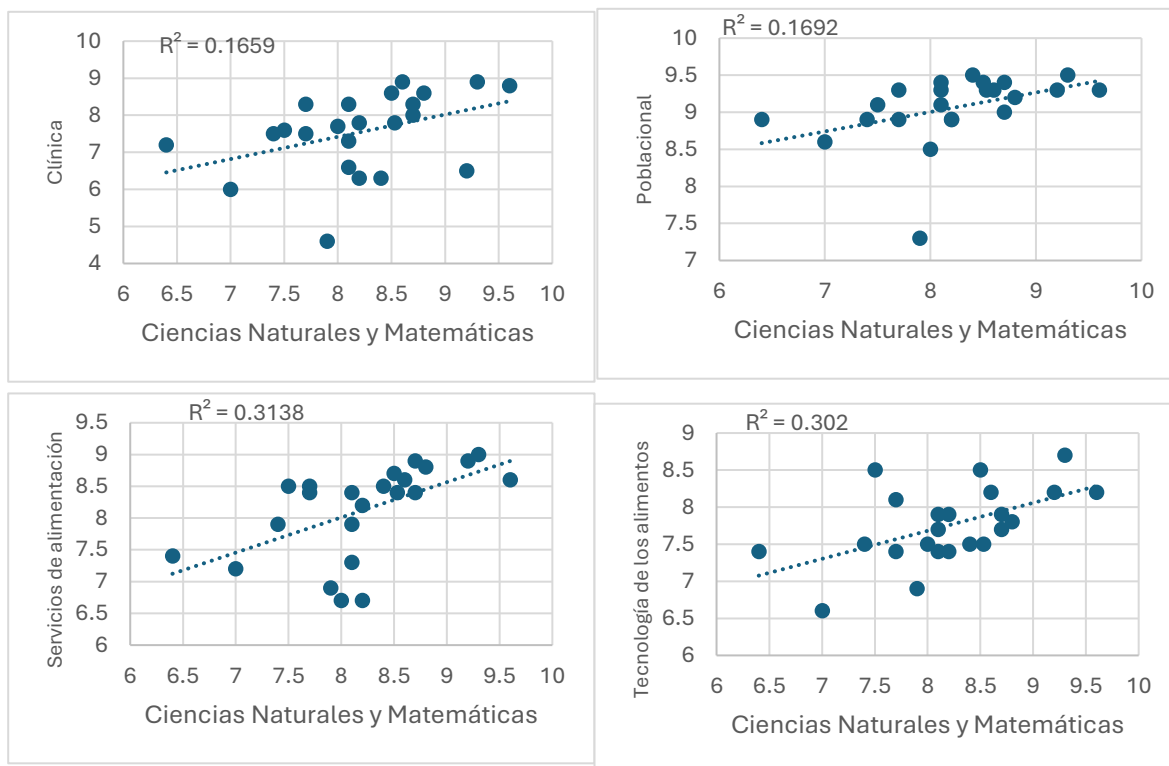 R² = 0.1659
10
9
8
7
6
5
4
Clínica
6 6.5 7 7.5 8 8.5 9 9.5 10
Ciencias Naturales y Matemáticas
R² = 0.1692
10
9.5
9
8.5
8
7.5
7
Poblacional
6 7 8 9 10
Ciencias Naturales y Matemáticas
R² = 0.3138
9.5
9
8.5
8
7.5
7
6.5
6
Servicios de alimentación
6 6.5 7 7.5 8 8.5 9 9.5 10
Ciencias Naturales y Matemáticas
R² = 0.302
9
8.5
8
7.5
7
6.5
6
Tecnología de los alimentos
6 6.5 7 7.5 8 8.5 9 9.5 10
Ciencias Naturales y Matemáticas